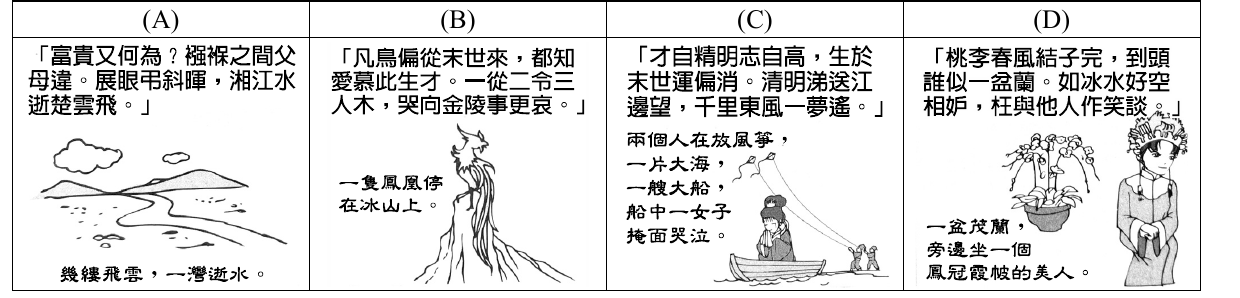 (A)
「富貴又何為？襁褓之間父
母違。展眼弔斜暉，湘江水
逝楚雲飛。」
幾縷飛雲，一灣逝水。
(B)
「凡鳥偏從末世來，都知
愛慕此生才。一從二令三
人木，哭向金陵事更哀。」
一隻鳳凰停
在冰山上。
(C)
「才自精明志自高，生於
末世運偏消。清明涕送江
邊望，千里東風一夢遙。」
兩個人在放風箏，
一片大海，
一艘大船，
船中一女子
掩面哭泣。
(D)
「桃李春風結子完，到頭
誰似一盆蘭。如冰水好空
相妒，枉與他人作笑談。」
一盆茂蘭，
旁邊坐一個
鳳冠霞帔的美人。